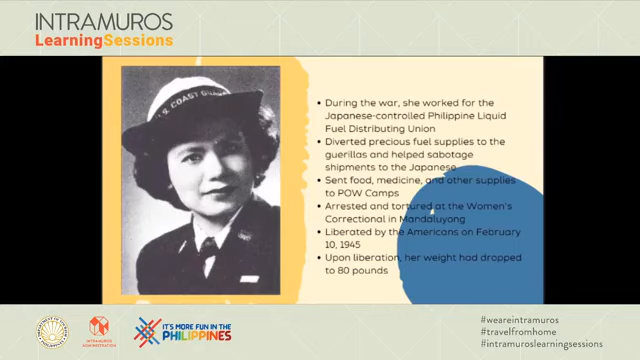 INTRAMUROS
LearningSessions
U.S. COAST GUARD
• During the war, she worked for the
Japanese-controlled Philippine Liquid
Fuel Distributing Union
• Diverted precious fuel supplies to the
guerillas and helped sabotage
shipments to the Japanese
• Sent food, medicine, and other supplies
to POW Camps
• Arrested and tortured at the Women's
Correctional in Mandaluyong
• Liberated by the Americans on February
10, 1945
• Upon liberation, her weight had dropped
to 80 pounds
INTRAMUROS
ADMINISTRATION
IT'S MORE FUN IN THE
PHILIPPINES
#weareintramuros
#travelfromhome
#intramuroslearningsessions